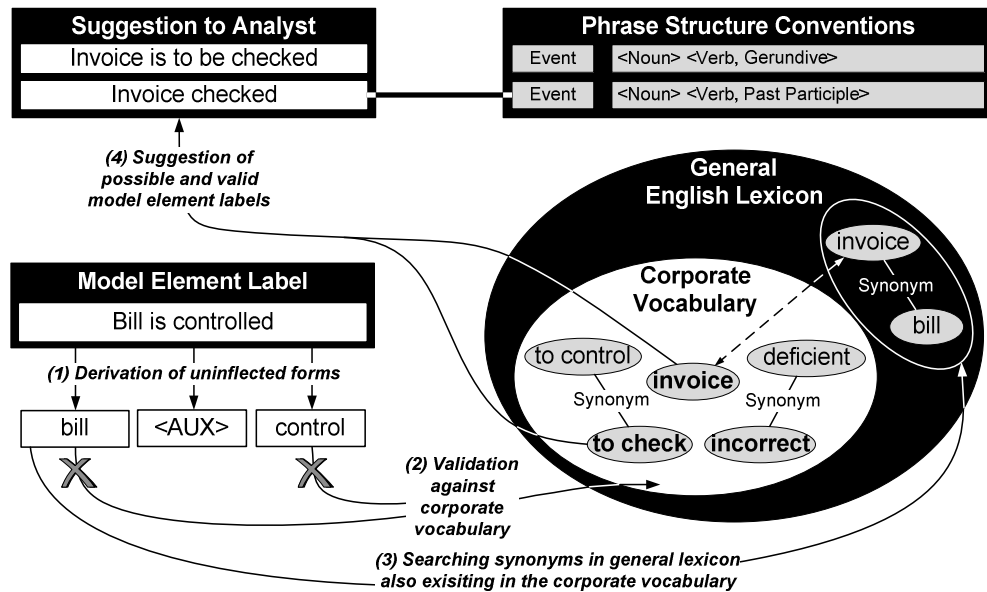 Suggestion to Analyst
Invoice is to be checked
Invoice checked
Phrase Structure Conventions
Event
<Noun> <Verb, Gerundive>
Event
<Noun> <Verb, Past Participle>
(4) Suggestion of
possible and valid
model element labels
General
English Lexicon
invoice
Synonym
bill
Corporate
Vocabulary
to control
Synonym
to check
invoice
deficient
Synonym
incorrect
Model Element Label
Bill is controlled
(1) Derivation of uninflected forms
bill
<AUX>
control
(2) Validation
against
corporate
vocabulary
(3) Searching synonyms in general lexicon
also exisiting in the corporate vocabulary